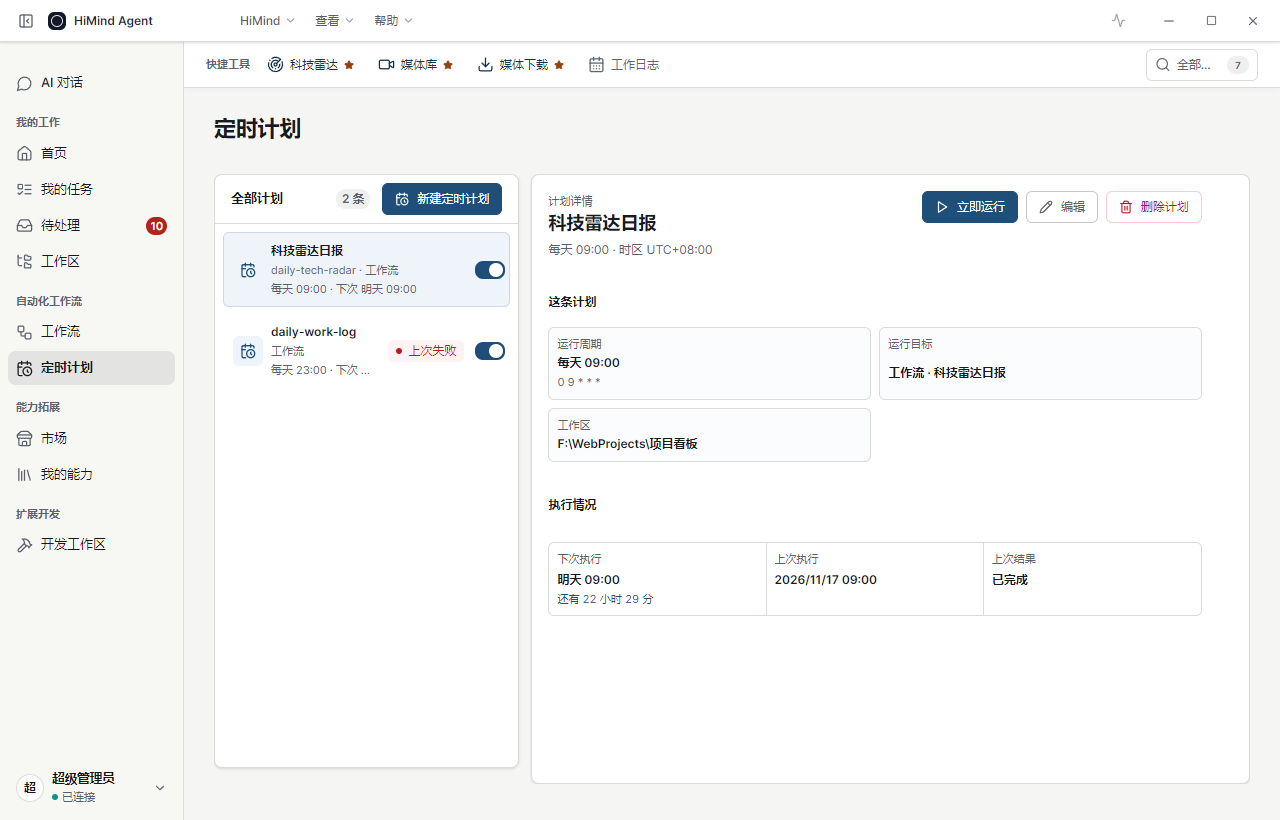 HiMind Agent
HiMind
查看
帮助
快捷工具
科技雷达
媒体库
媒体下载
工作日志
全部...
7
AI 对话
我的工作
首页
我的任务
待处理
10
工作区
自动化工作流
工作流
定时计划
能力拓展
市场
我的能力
扩展开发
开发工作区
超
超级管理员
已连接
定时计划
全部计划
2 条
新建定时计划
科技雷达日报
daily-tech-radar · 工作流
每天 09:00 · 下次 明天 09:00
daily-work-log
工作流
每天 23:00 · 下次 ...
上次失败
计划详情
科技雷达日报
每天 09:00 · 时区 UTC+08:00
立即运行
编辑
删除计划
这条计划
运行周期
每天 09:00
0 9 * * *
运行目标
工作流 · 科技雷达日报
工作区
F:\WebProjects\项目看板
执行情况
下次执行
明天 09:00
还有 22 小时 29 分
上次执行
2026/11/17 09:00
上次结果
已完成